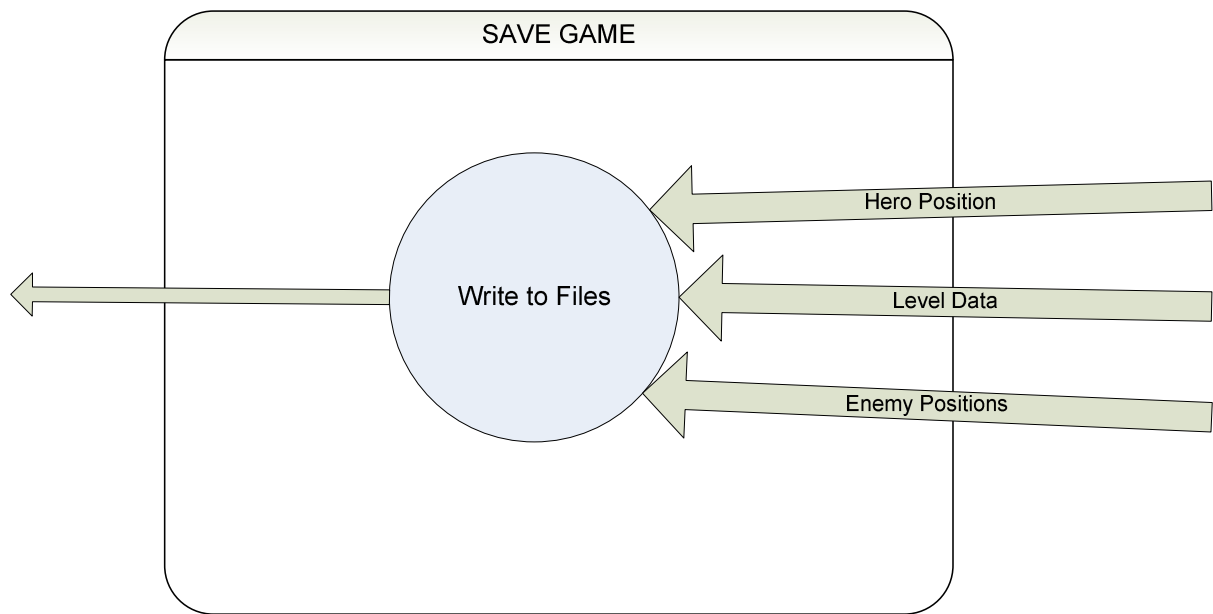 SAVE GAME
Hero Position
Write to Files
Level Data
Enemy Positions